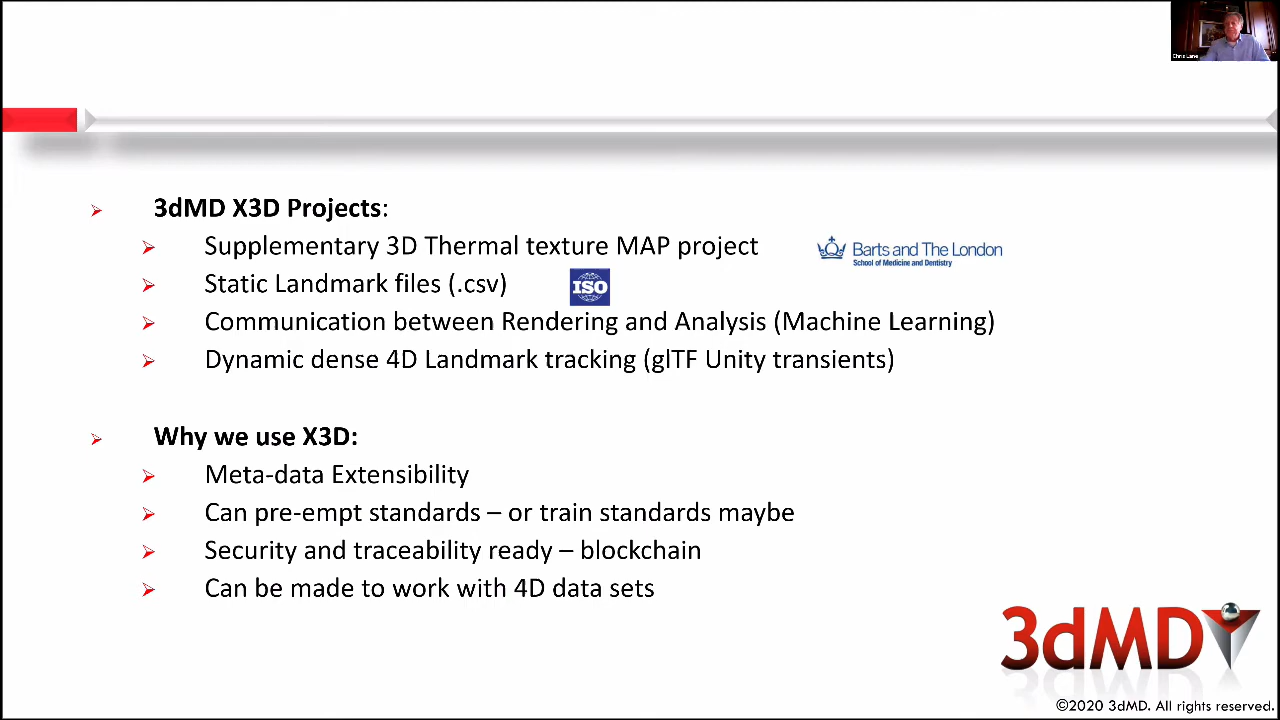 Chris Lane
3dMD X3D Projects:
Supplementary 3D Thermal texture MAP project
Barts and The London
School of Medicine and Dentistry
Static Landmark files (.csv)
ISO
Communication between Rendering and Analysis (Machine Learning)
Dynamic dense 4D Landmark tracking (glTF Unity transients)
Why we use X3D:
Meta-data Extensibility
Can pre-empt standards – or train standards maybe
Security and traceability ready – blockchain
Can be made to work with 4D data sets
3dMD
©2020 3dMD. All rights reserved.